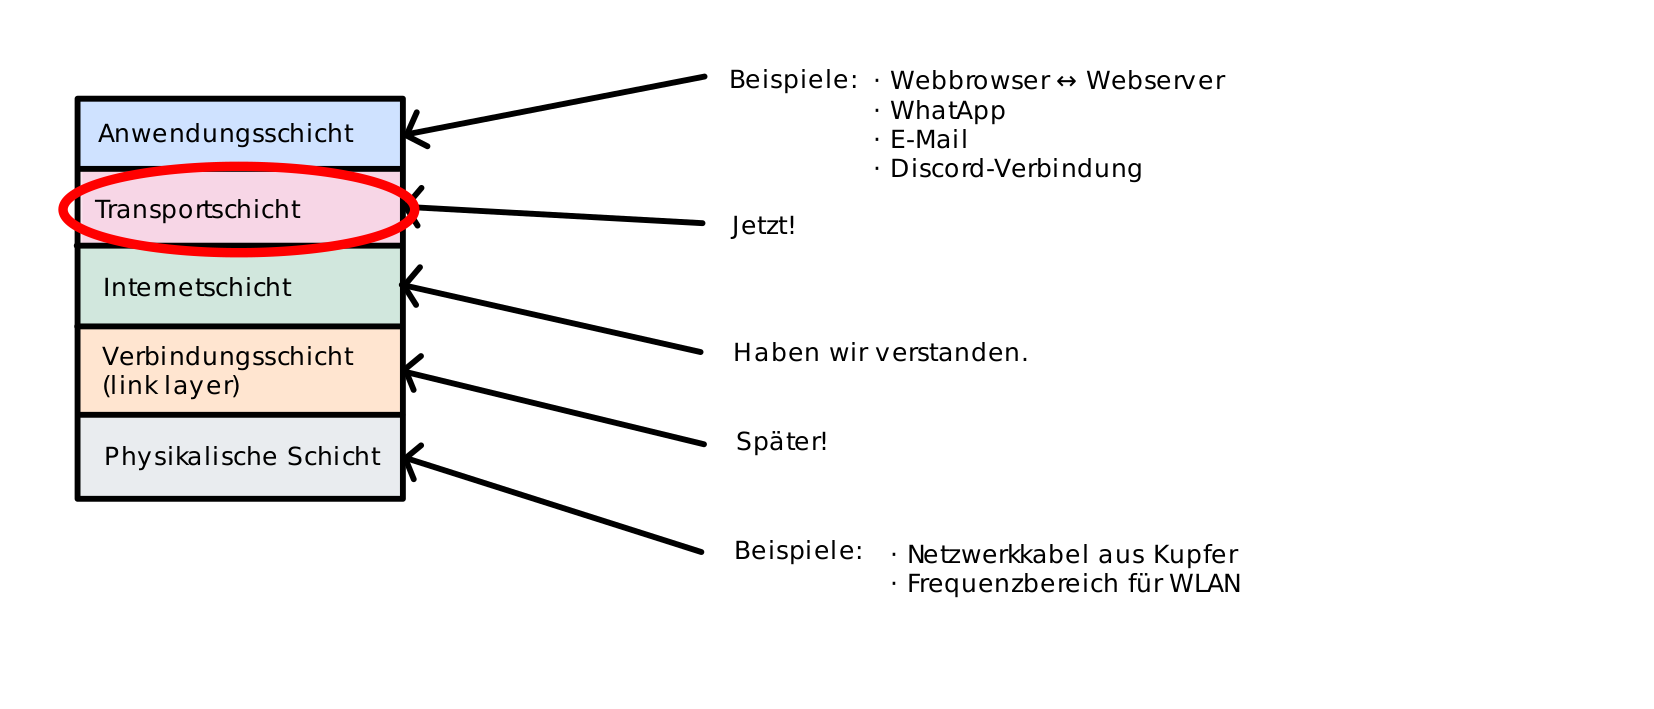 Beispiele: · Webbrowser ↔ Webserver
· WhatApp
· E-Mail
· Discord-Verbindung
Anwendungsschicht
Transportschicht
Jetzt!
Internetschicht
Haben wir verstanden.
Verbindungsschicht
(link layer)
Später!
Physikalische Schicht
Beispiele: · Netzwerkkabel aus Kupfer
· Frequenzbereich für WLAN